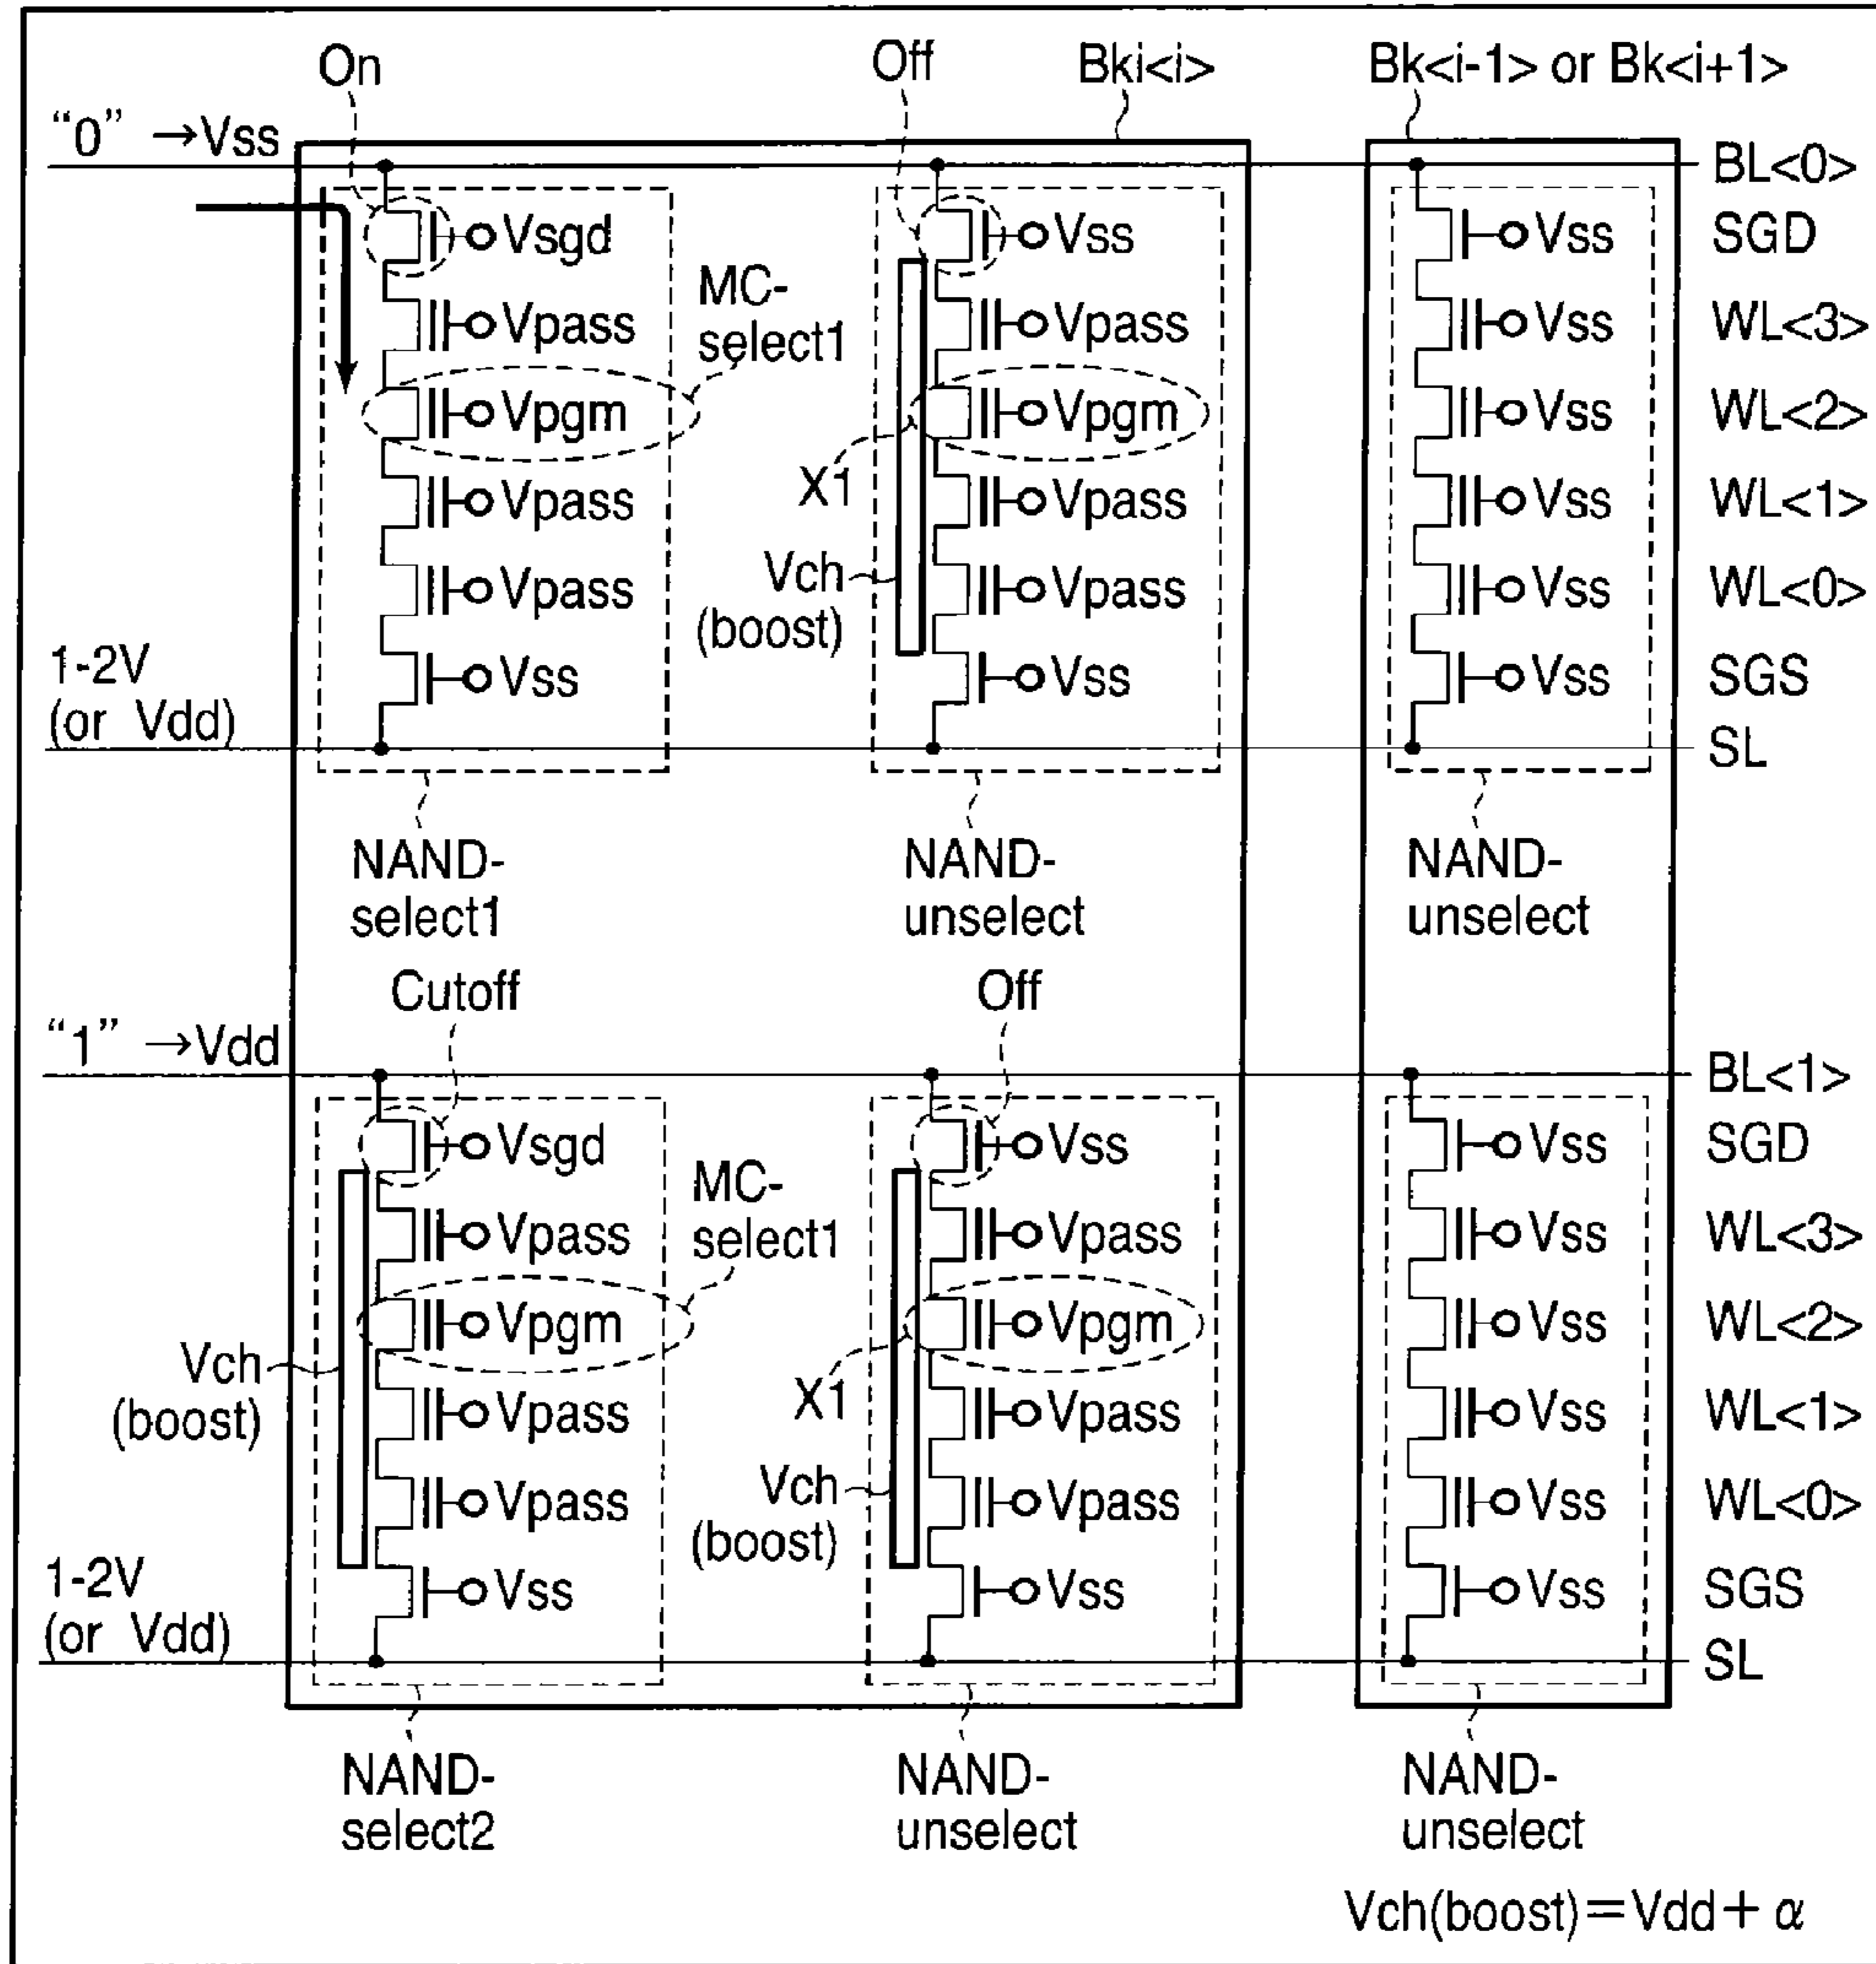 On Off Bki<i> Bk<i-1> or Bk<i+1>
“0” →Vss BL<0>
Vsgd Vss Vss SGD
MC-
select1
Vpass Vpass Vss WL<3>
Vpgm Vpgm Vss WL<2>
X1
Vpass Vpass Vss WL<1>
Vch
(boost)
Vpass Vpass Vss WL<0>
1-2V
(or Vdd)
Vss Vss Vss SGS
SL
NAND-
select1
NAND-
unselect
NAND-
unselect
Cutoff Off
“1” →Vdd BL<1>
Vsgd Vss Vss SGD
MC-
select1
Vpass Vpass Vss WL<3>
Vpgm Vpgm Vss WL<2>
Vch
(boost)
X1
Vpass Vpass Vss WL<1>
Vch
(boost)
Vpass Vpass Vss WL<0>
1-2V
(or Vdd)
Vss Vss Vss SGS
SL
NAND-
select2
NAND-
unselect
NAND-
unselect
Vch(boost)=Vdd+ α